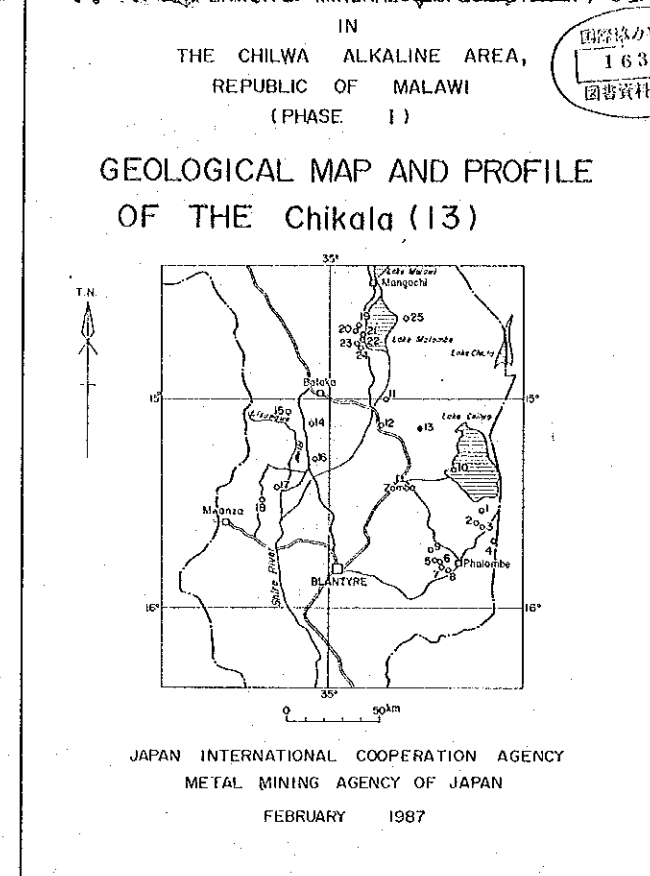 IN
THE CHILWA ALKALINE AREA,
REPUBLIC OF MALAWI
(PHASE I)
163
図書資料
GEOLOGICAL MAP AND PROFILE
OF THE Chikala (13)
T.N.
35°
Lake Malawi
Mangochi
19
25
20
21
22
Lake Malombe
23
24
Lake Chiuta
Balaka
15°
11
15°
15
Lisungwe
14
12
13
Lake Chilwa
16
10
17
Zomba
18
1
Mwanza
2
3
4
9
5
6
Phalombe
7
8
BLANTYRE
Shire River
16°
16°
35°
0
50km
JAPAN INTERNATIONAL COOPERATION AGENCY
METAL MINING AGENCY OF JAPAN
FEBRUARY 1987